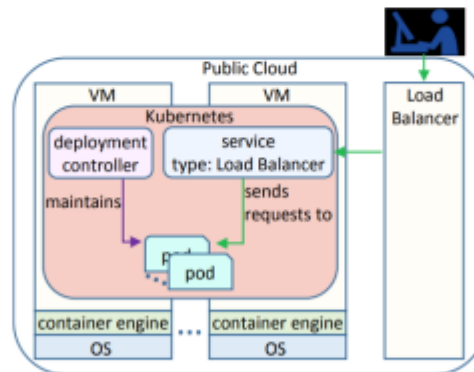 Public Cloud
VM
VM
Load
Balancer
Kubernetes
deployment
controller
service
type: Load Balancer
maintains
sends
requests to
pod
pod
container engine
container engine
OS
OS